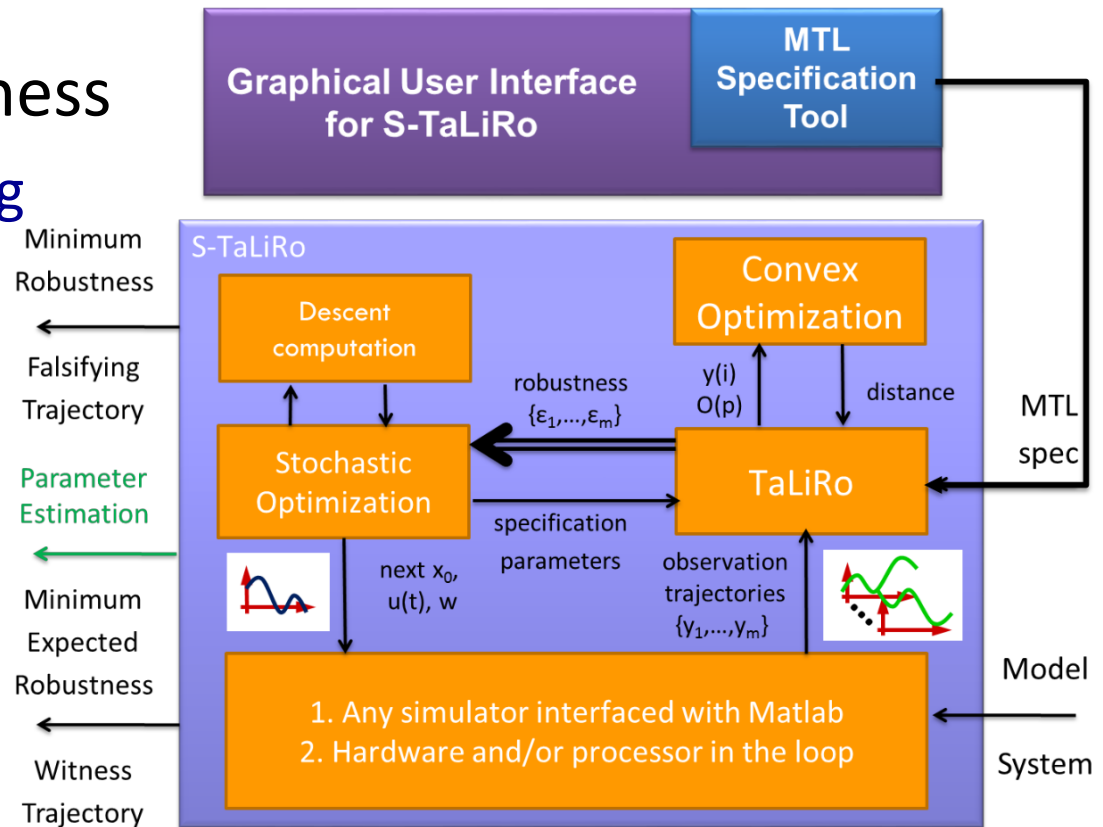 ness
g
Graphical User Interface
for S-TaLiRo
MTL
Specification
Tool
Minimum
Robustness
Falsifying
Trajectory
Parameter
Estimation
Minimum
Expected
Robustness
Witness
Trajectory
S-TaLiRo
Descent
computation
Convex
Optimization
robustness
{ε₁,...,εₘ}
y(i)
O(p)
distance
MTL
spec
Stochastic
Optimization
TaLiRo
specification
parameters
next x₀,
u(t), w
observation
trajectories
{y₁,...,yₘ}
1. Any simulator interfaced with Matlab
2. Hardware and/or processor in the loop
Model
System